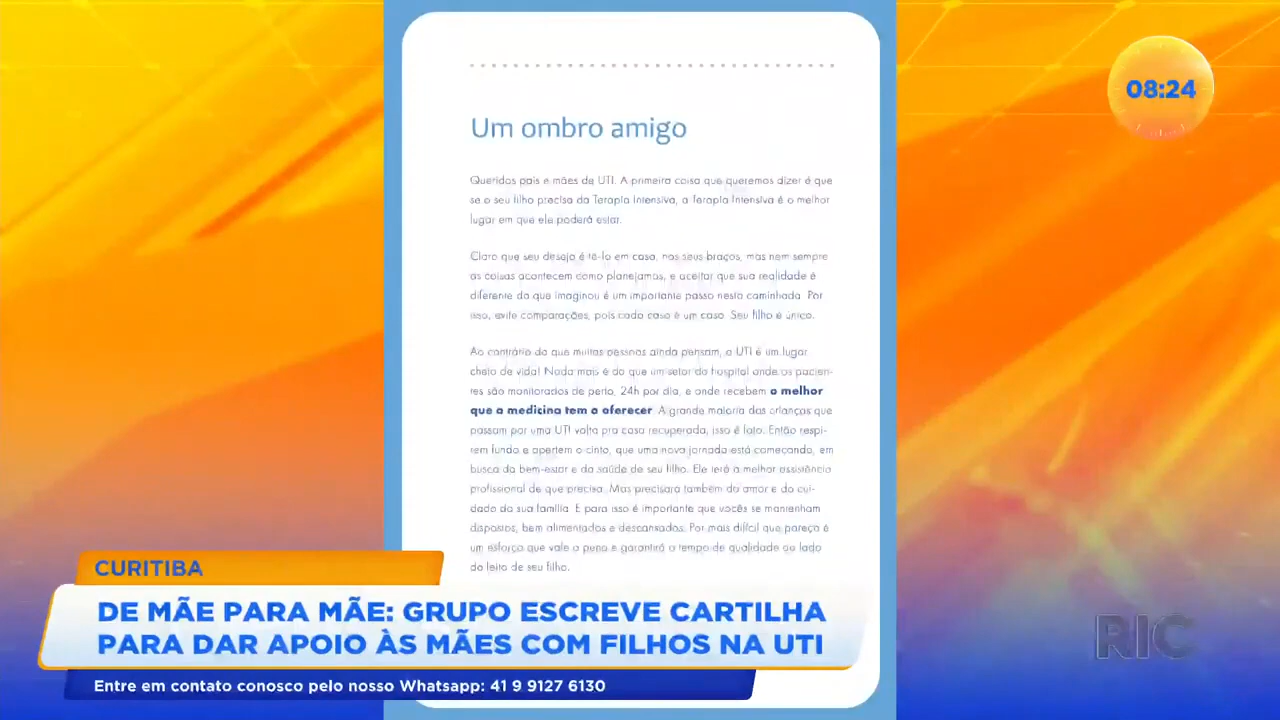 08:24
Um ombro amigo
Queridos pais e mães de UTI. A primeira coisa que queremos dizer é que
se o seu filho precisa da Terapia Intensiva, a Terapia Intensiva é o melhor
lugar em que ele poderá estar.
Claro que seu desejo é tê-lo em casa, nos seus braços, mas nem sempre
as coisas acontecem como planejamos, e aceitar que sua realidade é
diferente da que imaginou é um importante passo nesta caminhada. Por
isso, evite comparações, pois cada caso é um caso. Seu filho é único.
Ao contrário do que muitas pessoas ainda pensam, a UTI é um lugar
cheio de vida! Nada mais é do que um setor do hospital onde os pacien-
tes são monitorados de perto, 24h por dia, e onde recebem o melhor
que a medicina tem a oferecer. A grande maioria das crianças que
passam por uma UTI volta pra casa recuperada, isso é fato. Então respi-
rem fundo e apertem o cinto, que uma nova jornada está começando, em
busca do bem-estar e da saúde de seu filho. Ele terá a melhor assistência
profissional de que precisa. Mas precisará também do amor e do cui-
dado da sua família. E para isso é importante que vocês se mantenham
dispostos, bem alimentados e descansados. Por mais difícil que pareça é
um esforço que vale a pena e garantirá o tempo de qualidade ao lado
do leito de seu filho.
CURITIBA
DE MÃE PARA MÃE: GRUPO ESCREVE CARTILHA
PARA DAR APOIO ÀS MÃES COM FILHOS NA UTI
RIC
Entre em contato conosco pelo nosso Whatsapp: 41 9 9127 6130